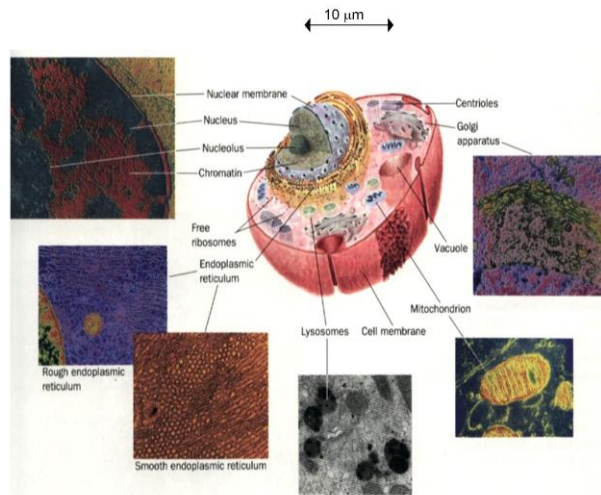 10 μm
Nuclear membrane
Nucleus
Nucleolus
Chromatin
Free
ribosomes
Endoplasmic
reticulum
Rough endoplasmic
reticulum
Smooth endoplasmic reticulum
Lysosomes
Cell membrane
Centrioles
Golgi
apparatus
Vacuole
Mitochondrion